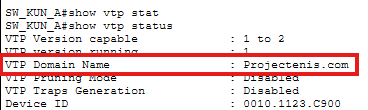 SW_KUN_A#show vtp stat
SW_KUN_A#show vtp status
VTP Version capable : 1 to 2
VTP version running : 1
VTP Domain Name : Projectenis.com
VTP Pruning Mode : Disabled
VTP Traps Generation : Disabled
Device ID : 0010.1123.C900